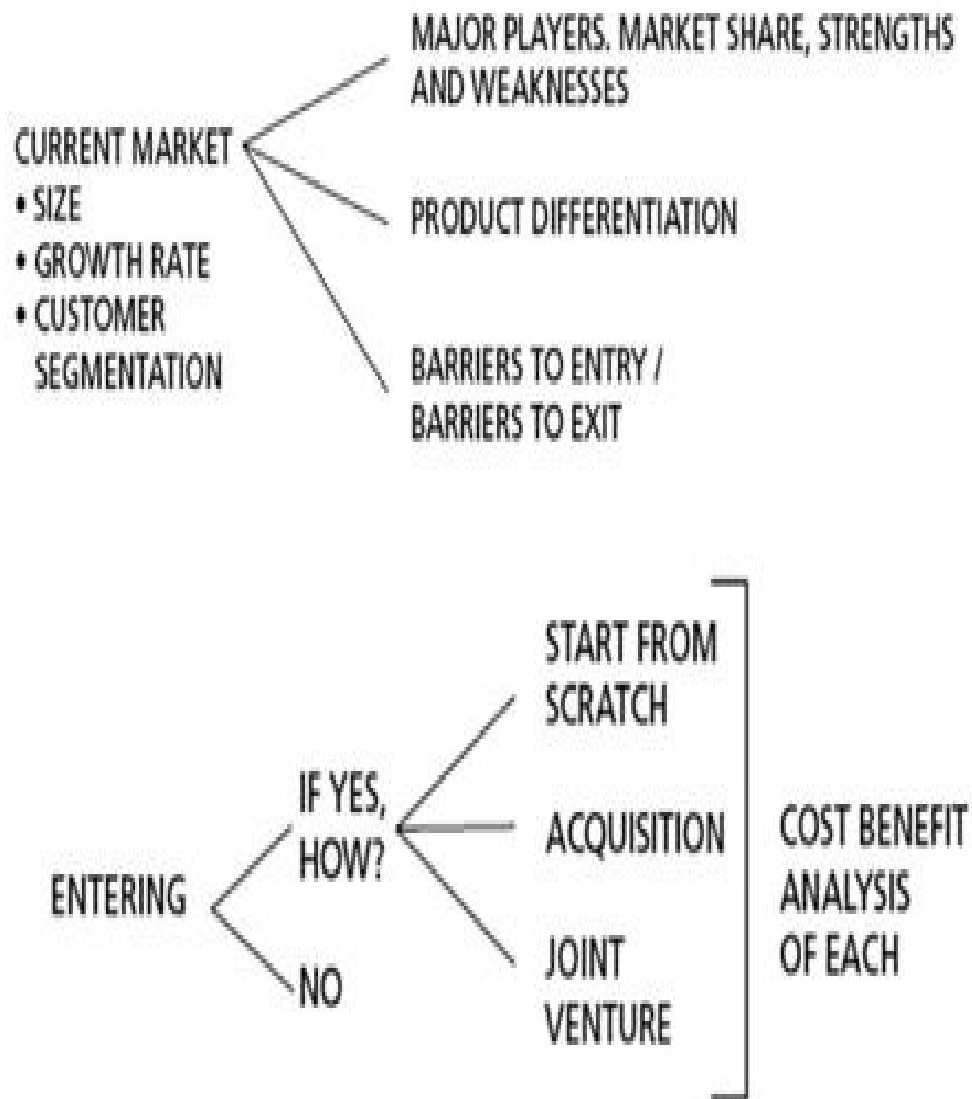 MAJOR PLAYERS. MARKET SHARE, STRENGTHS
AND WEAKNESSES
CURRENT MARKET
• SIZE
• GROWTH RATE
• CUSTOMER
SEGMENTATION
PRODUCT DIFFERENTIATION
BARRIERS TO ENTRY /
BARRIERS TO EXIT
ENTERING
IF YES,
HOW?
NO
START FROM
SCRATCH
ACQUISITION
JOINT
VENTURE
COST BENEFIT
ANALYSIS
OF EACH